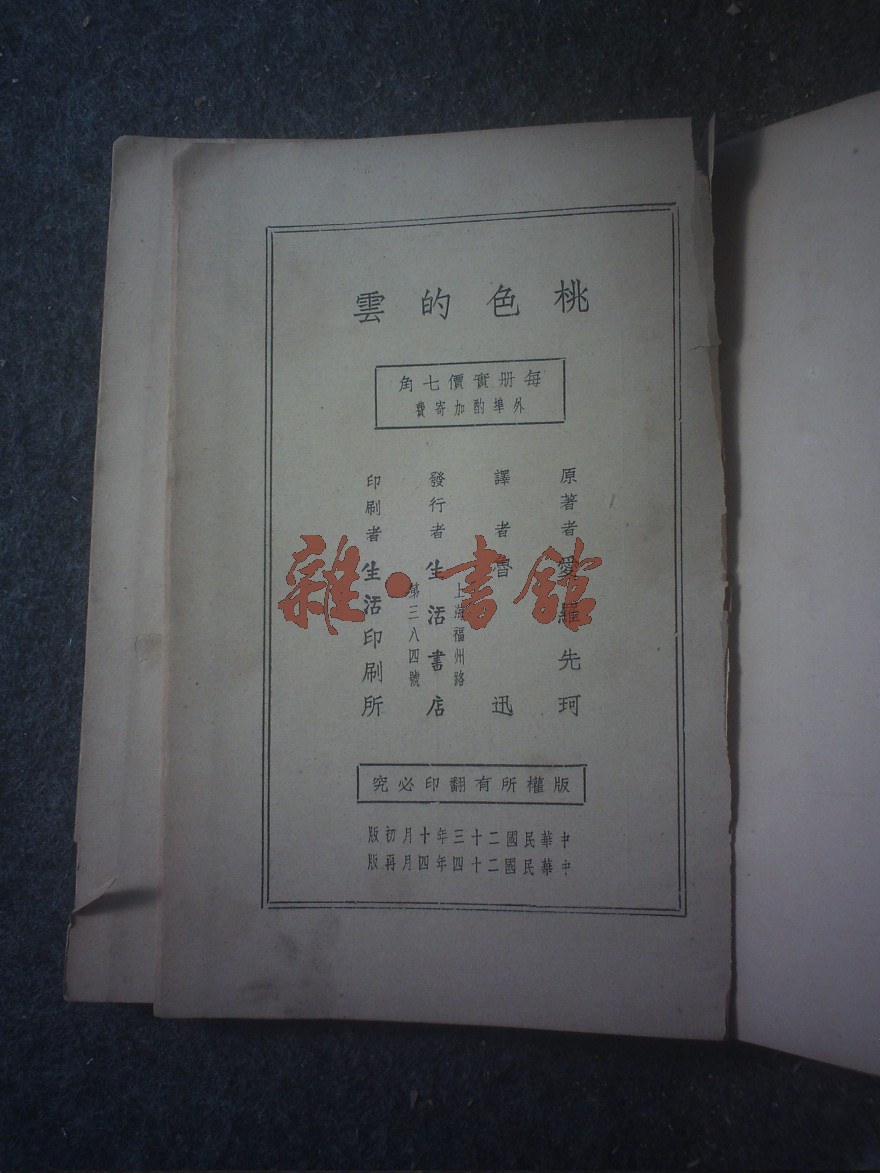 桃色的雲
每册實價七角
外埠酌加寄費
原著者 愛羅先珂
譯者 魯迅
上海福州路
發行者 生活書店
第三八四號
印刷者 生活印刷所
版權所有翻印必究
中華民國二十三年十月初版
中華民國二十四年四月再版
雜·書館